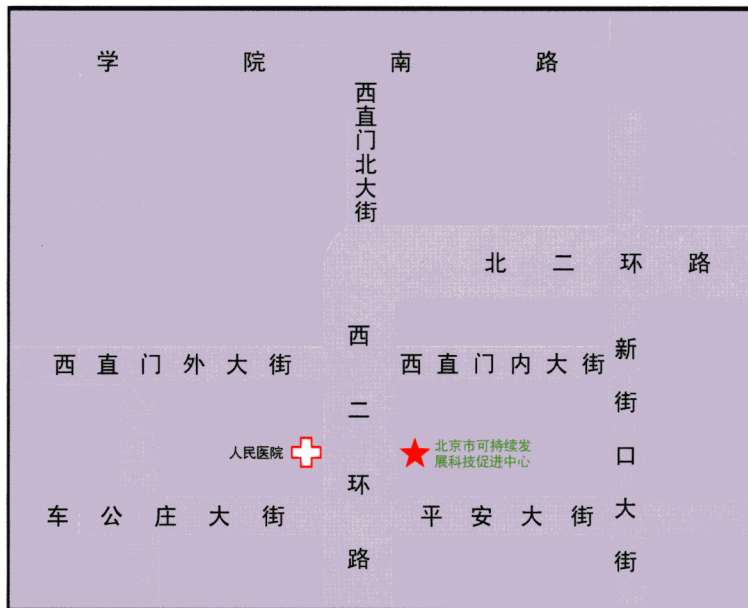 学院南路
西直门北大街
北二环路
西二环路
西直门外大街
西直门内大街
新街口大街
人民医院
北京市可持续发
展科技促进中心
车公庄大街
平安大街